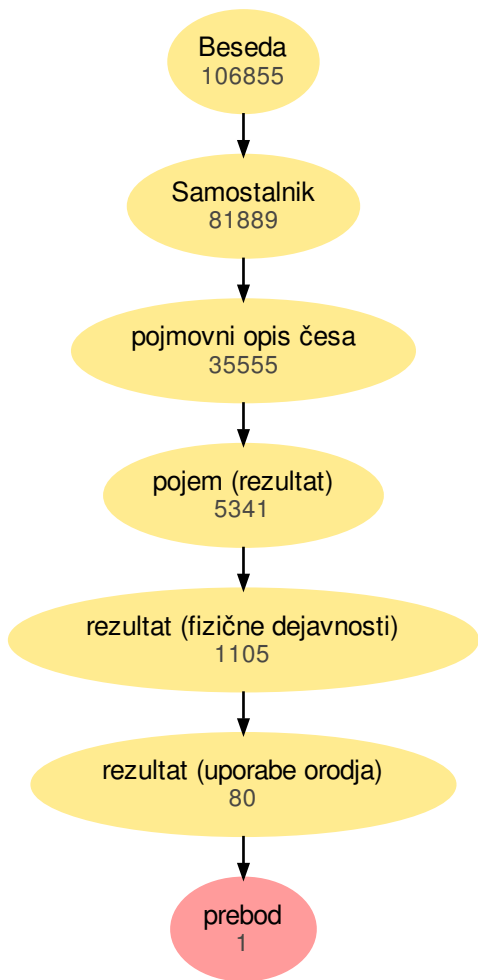 Beseda
106855
Samostalnik
81889
pojmovni opis česa
35555
pojem (rezultat)
5341
rezultat (fizične dejavnosti)
1105
rezultat (uporabe orodja)
80
prebod
1